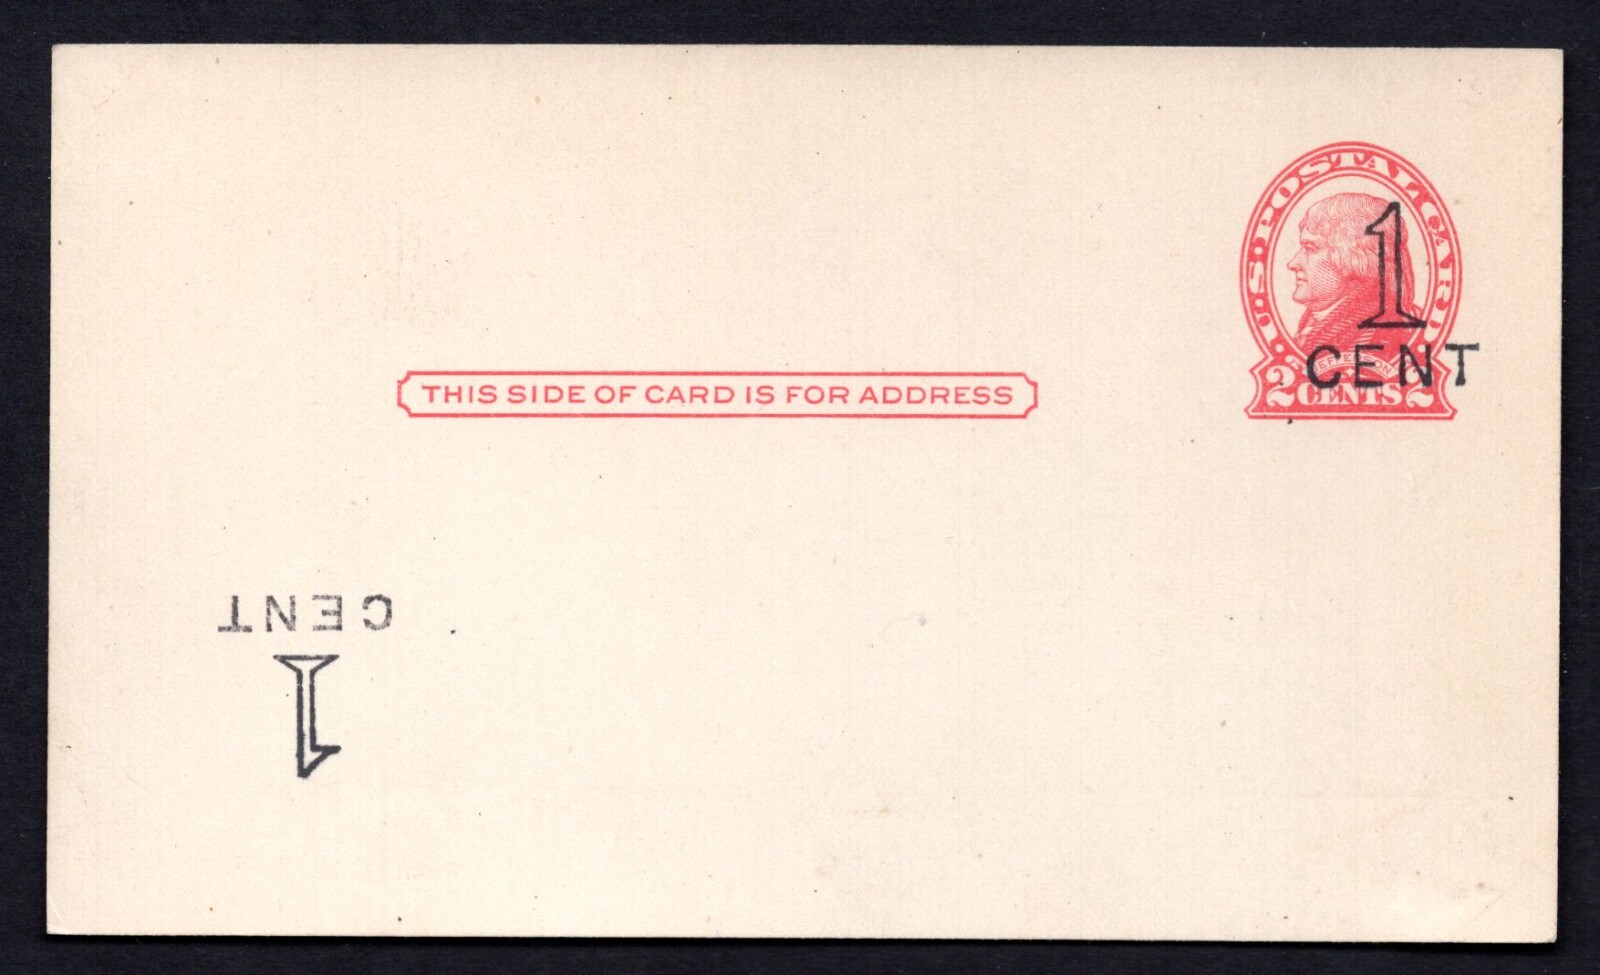 U.S. POSTAL CARD
1
CENT
JEFFERSON
2 CENTS 2
THIS SIDE OF CARD IS FOR ADDRESS
1
CENT